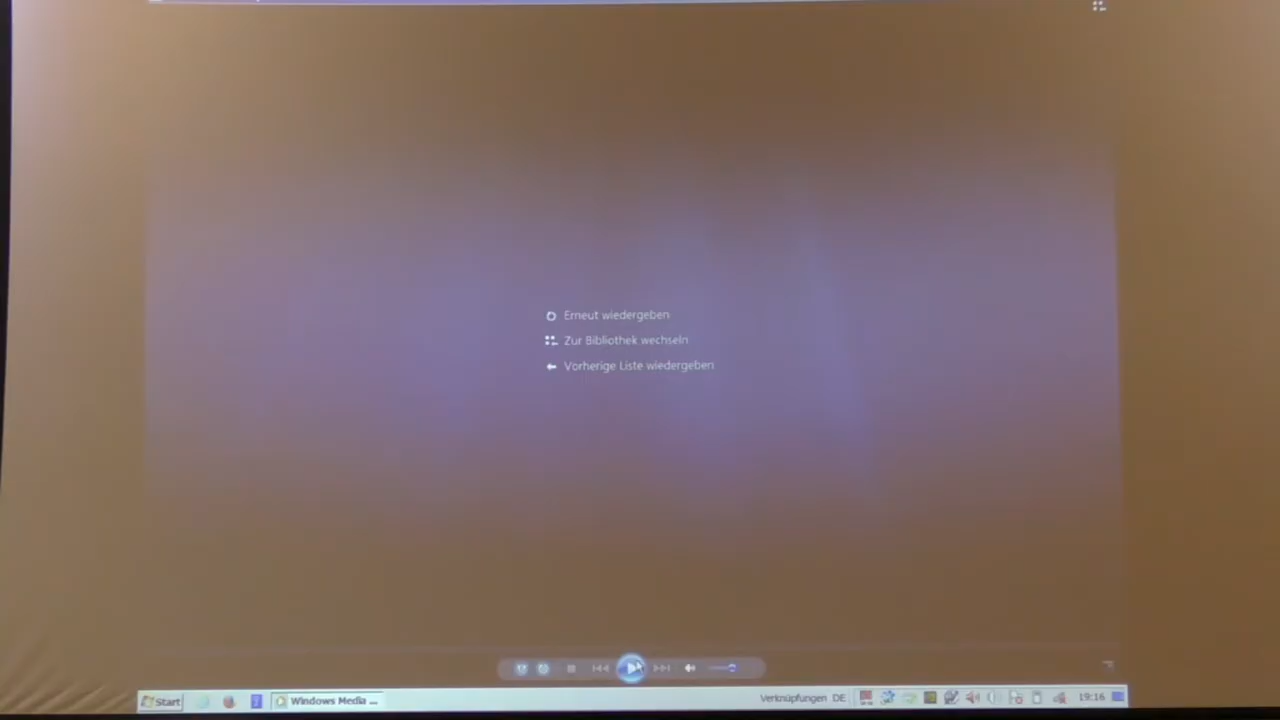 Erneut wiedergeben
Zur Bibliothek wechseln
Vorherige Liste wiedergeben
Start
Windows Media ...
Verknüpfungen DE
19:16